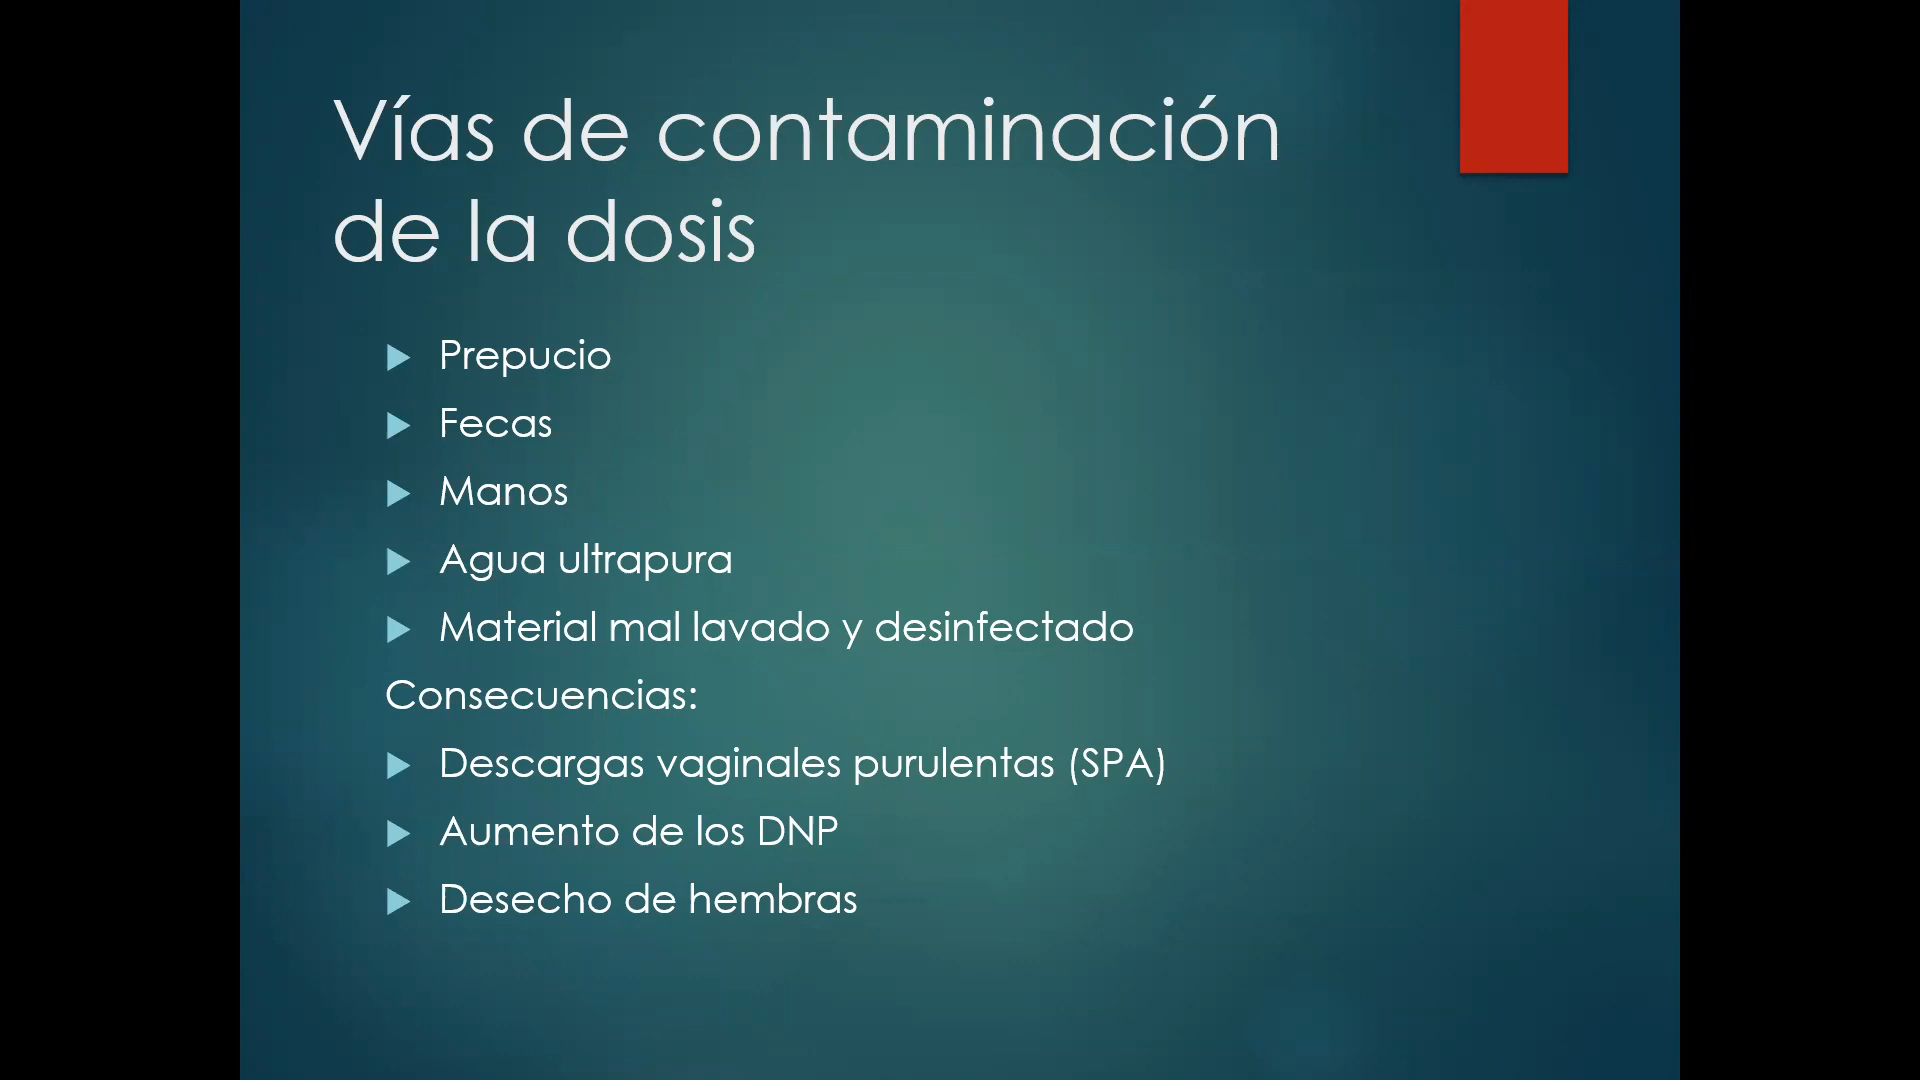 Vías de contaminación
de la dosis
Prepucio
Fecas
Manos
Agua ultrapura
Material mal lavado y desinfectado
Consecuencias:
Descargas vaginales purulentas (SPA)
Aumento de los DNP
Desecho de hembras